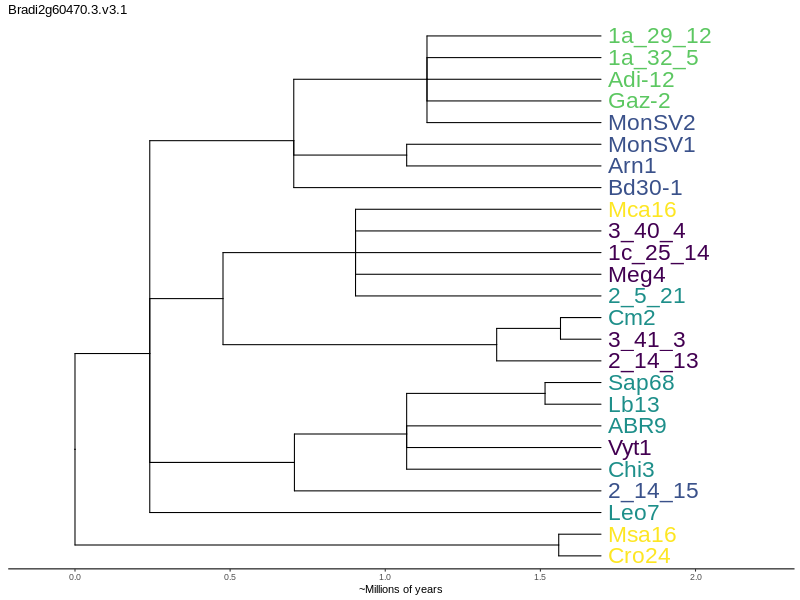 Bradi2g60470.3.v3.1
1a_29_12
1a_32_5
Adi-12
Gaz-2
MonSV2
MonSV1
Arn1
Bd30-1
Mca16
3_40_4
1c_25_14
Meg4
2_5_21
Cm2
3_41_3
2_14_13
Sap68
Lb13
ABR9
Vyt1
Chi3
2_14_15
Leo7
Msa16
Cro24
0.0 0.5 1.0 1.5 2.0
~Millions of years